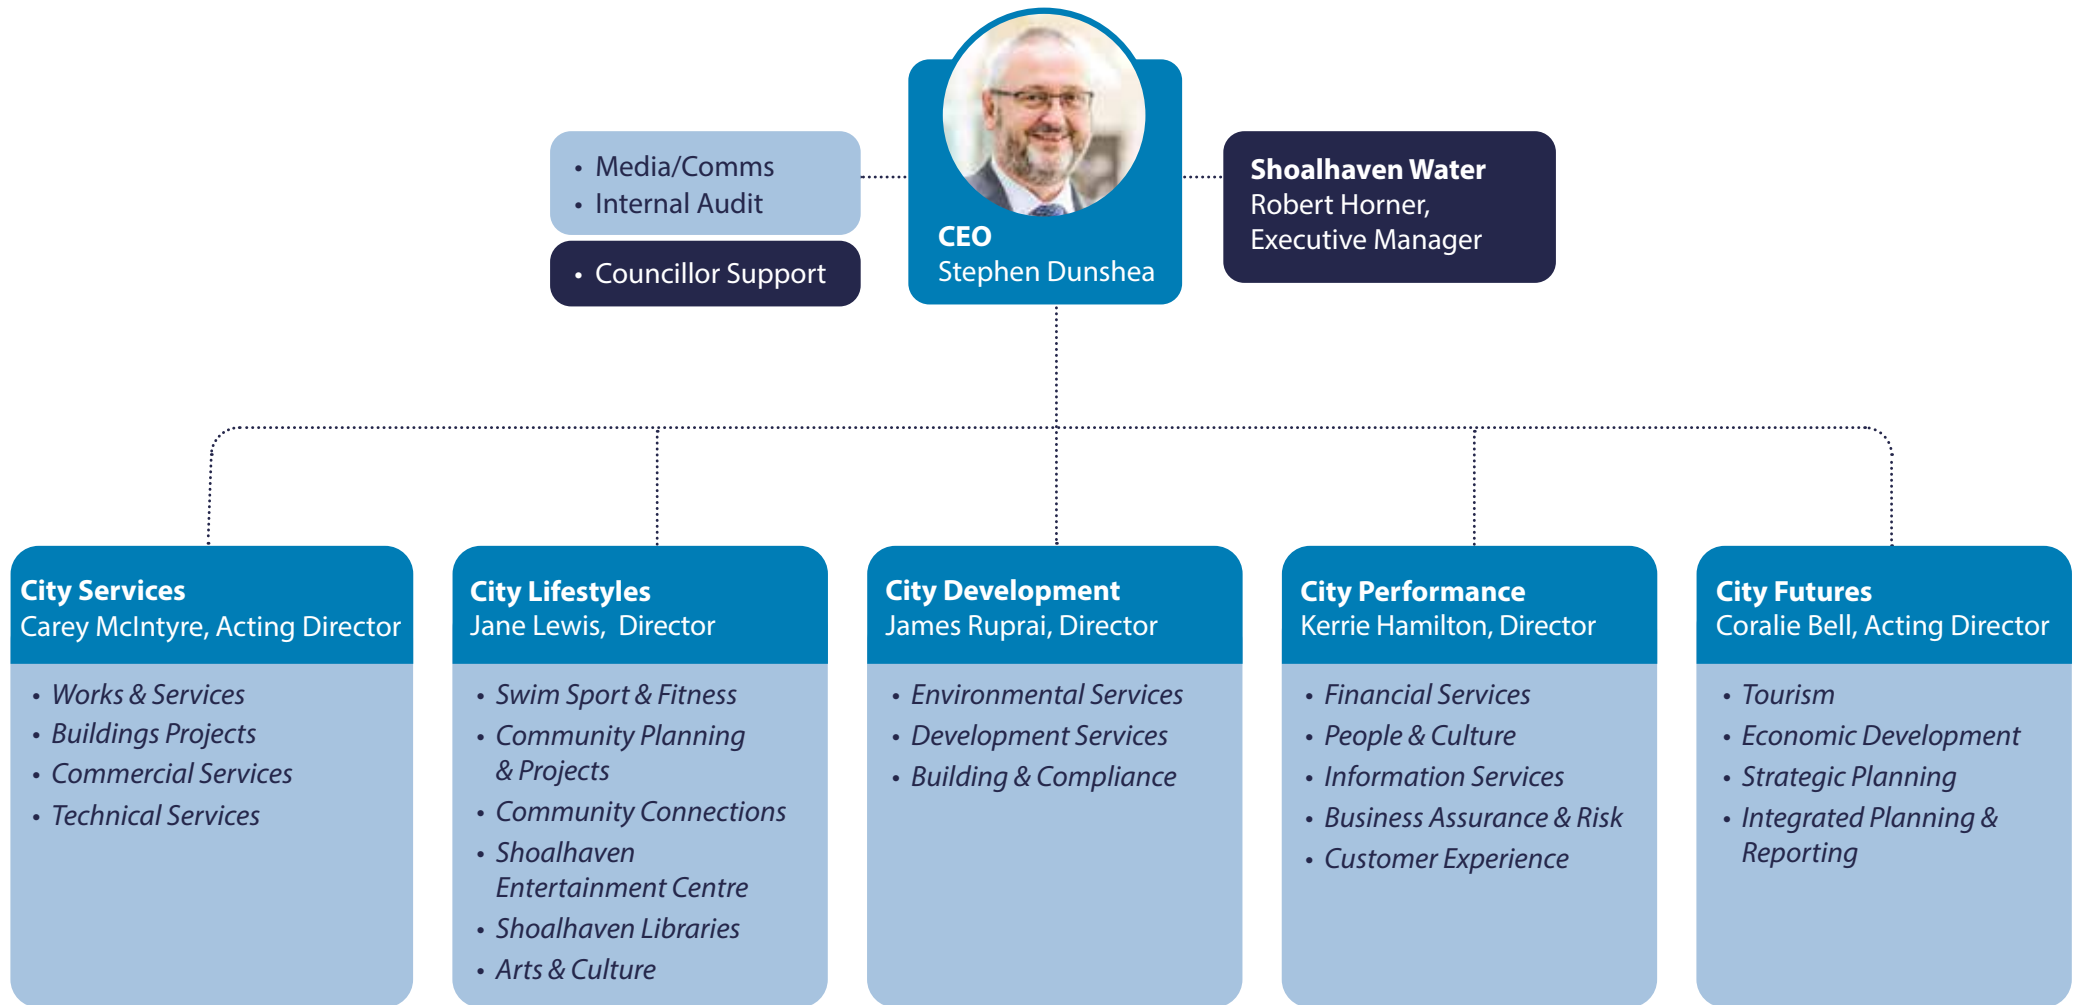 • Media/Comms
• Internal Audit
• Councillor Support
CEO
Stephen Dunshea
Shoalhaven Water
Robert Horner,
Executive Manager
City Services
Carey McIntyre, Acting Director
• Works & Services
• Buildings Projects
• Commercial Services
• Technical Services
City Lifestyles
Jane Lewis, Director
• Swim Sport & Fitness
• Community Planning
& Projects
• Community Connections
• Shoalhaven
Entertainment Centre
• Shoalhaven Libraries
• Arts & Culture
City Development
James Ruprai, Director
• Environmental Services
• Development Services
• Building & Compliance
City Performance
Kerrie Hamilton, Director
• Financial Services
• People & Culture
• Information Services
• Business Assurance & Risk
• Customer Experience
City Futures
Coralie Bell, Acting Director
• Tourism
• Economic Development
• Strategic Planning
• Integrated Planning &
Reporting